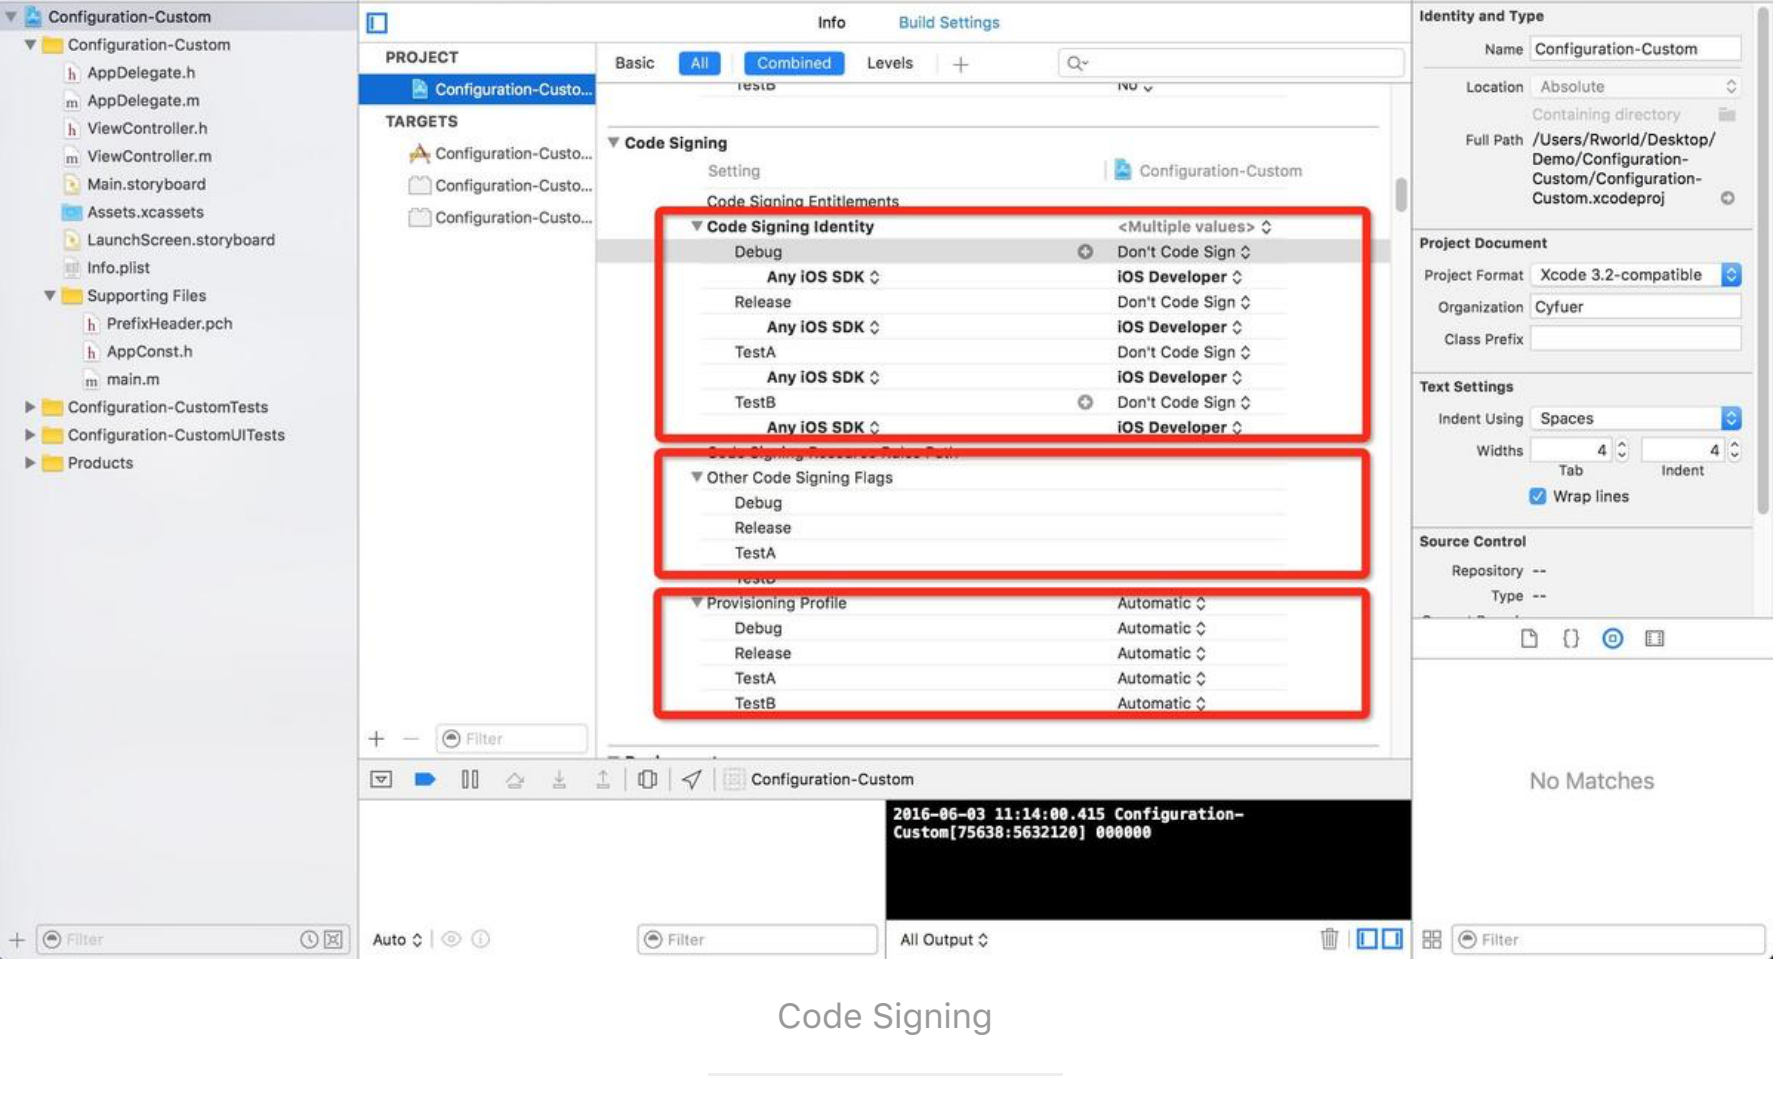 Configuration-Custom
Configuration-Custom
AppDelegate.h
AppDelegate.m
ViewController.h
ViewController.m
Main.storyboard
Assets.xcassets
LaunchScreen.storyboard
Info.plist
Supporting Files
PrefixHeader.pch
AppConst.h
main.m
Configuration-CustomTests
Configuration-CustomUITests
Products
Filter
Info Build Settings
PROJECT
Configuration-Custo...
TARGETS
Configuration-Custo...
Configuration-Custo...
Configuration-Custo...
Filter
Basic All Combined Levels
TestB No
Code Signing
Setting Configuration-Custom
Code Signing Entitlements
Code Signing Identity <Multiple values>
Debug Don't Code Sign
Any iOS SDK iOS Developer
Release Don't Code Sign
Any iOS SDK iOS Developer
TestA Don't Code Sign
Any iOS SDK iOS Developer
TestB Don't Code Sign
Any iOS SDK iOS Developer
Code Signing Resource Rules Path
Other Code Signing Flags
Debug
Release
TestA
TestB
Provisioning Profile Automatic
Debug Automatic
Release Automatic
TestA Automatic
TestB Automatic
Configuration-Custom
2016-06-03 11:14:00.415 Configuration-
Custom[75638:5632120] 000000
Auto
Filter
All Output
Identity and Type
Name Configuration-Custom
Location Absolute
Containing directory
Full Path /Users/Rworld/Desktop/
Demo/Configuration-
Custom/Configuration-
Custom.xcodeproj
Project Document
Project Format Xcode 3.2-compatible
Organization Cyfuer
Class Prefix
Text Settings
Indent Using Spaces
Widths 4 4
Tab Indent
Wrap lines
Source Control
Repository --
Type --
No Matches
Filter
Code Signing